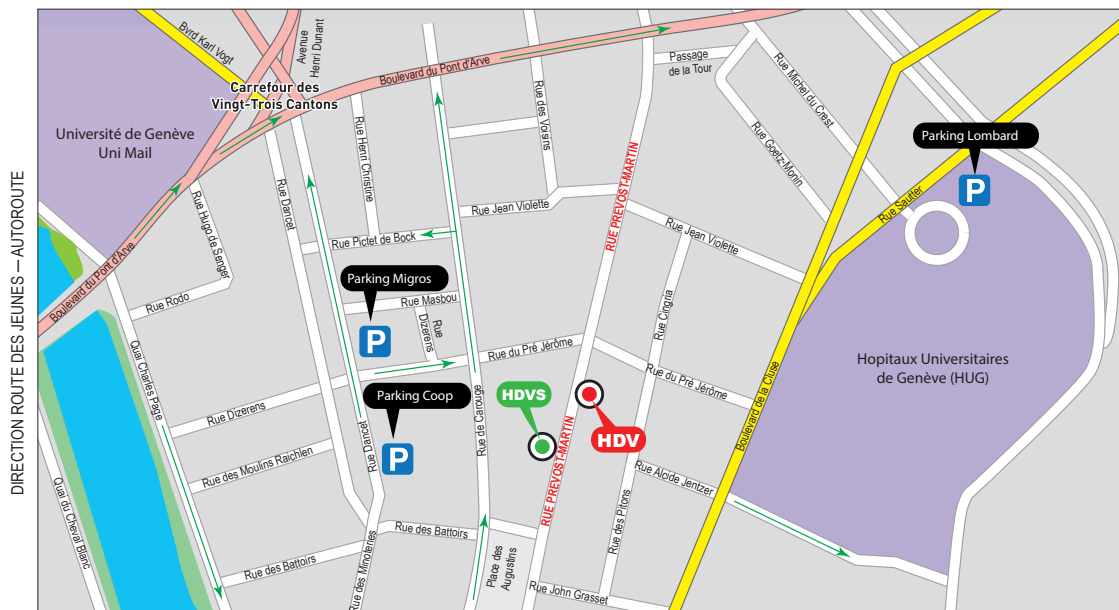 DIRECTION ROUTE DES JEUNES — AUTOROUTE
Bvrd Karl Vogt
Avenue
Henri Dunant
Boulevard du Pont d'Arve
Carrefour des
Vingt-Trois Cantons
Université de Genève
Uni Mail
Passage
de la Tour
Rue Michel du Crest
Rue Goetz-Monin
Parking Lombard
P
Rue Sautter
Rue des Voisins
Rue Henri Christine
Rue Dancet
Rue Hugo de Senger
Rue Jean Violette
RUE PREVOST-MARTIN
Rue Jean Violette
Rue Pictet de Bock
Boulevard du Pont d'Arve
Rue Rodo
Parking Migros
P
Rue Masbou
Rue
Dizerens
Rue Cingria
Rue du Pré Jérôme
Rue du Pré Jérôme
Hopitaux Universitaires
de Genève (HUG)
Quai Charles Page
Parking Coop
P
HDVS
HDV
Rue de Carouge
Boulevard de la Cluse
Rue Dizerens
Rue Dancet
Rue des Moulins Raichlen
Rue Alcide Jentzer
RUE PREVOST-MARTIN
Rue des Pitons
Quai du Cheval Blanc
Rue des Battoirs
Rue des Battoirs
Rue des Minoteries
Place des
Augustins
Rue John Grasset